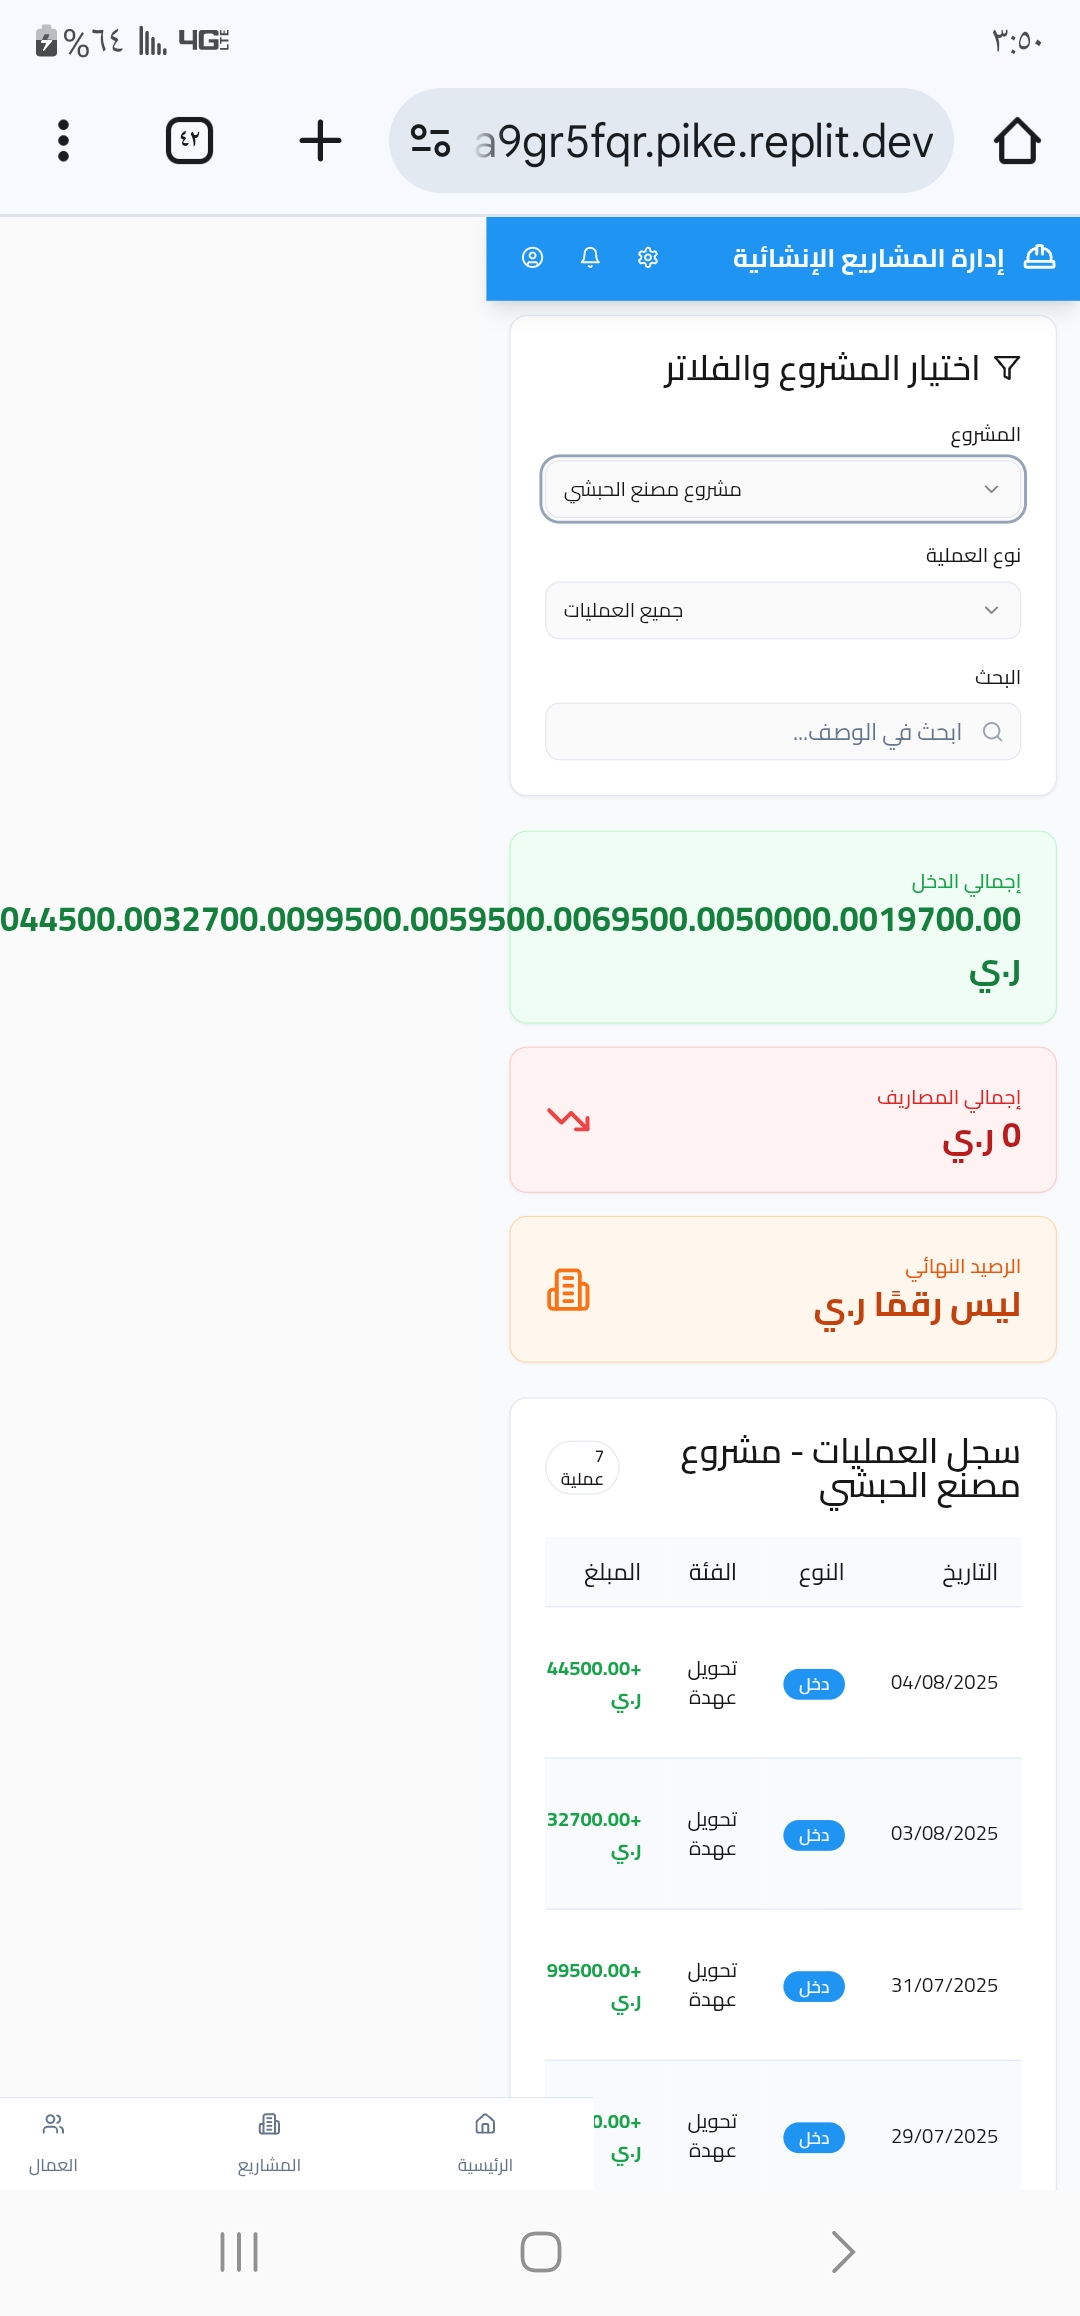 ٣:٥٠
%٦٤ 4G LTE
٤٢
a9gr5fqr.pike.replit.dev
إدارة المشاريع الإنشائية
اختيار المشروع والفلاتر
المشروع
مشروع مصنع الحبشي
نوع العملية
جميع العمليات
البحث
ابحث في الوصف...
إجمالي الدخل
044500.0032700.0099500.0059500.0069500.0050000.0019700.00
ر.ي
إجمالي المصاريف
0 ر.ي
الرصيد النهائي
ليس رقمًا ر.ي
سجل العمليات - مشروع
مصنع الحبشي
7
عملية
التاريخ النوع الفئة المبلغ
04/08/2025 دخل تحويل عهدة +44500.00 ر.ي
03/08/2025 دخل تحويل عهدة +32700.00 ر.ي
31/07/2025 دخل تحويل عهدة +99500.00 ر.ي
29/07/2025 دخل تحويل عهدة 0.00+ ر.ي
الرئيسية المشاريع العمال